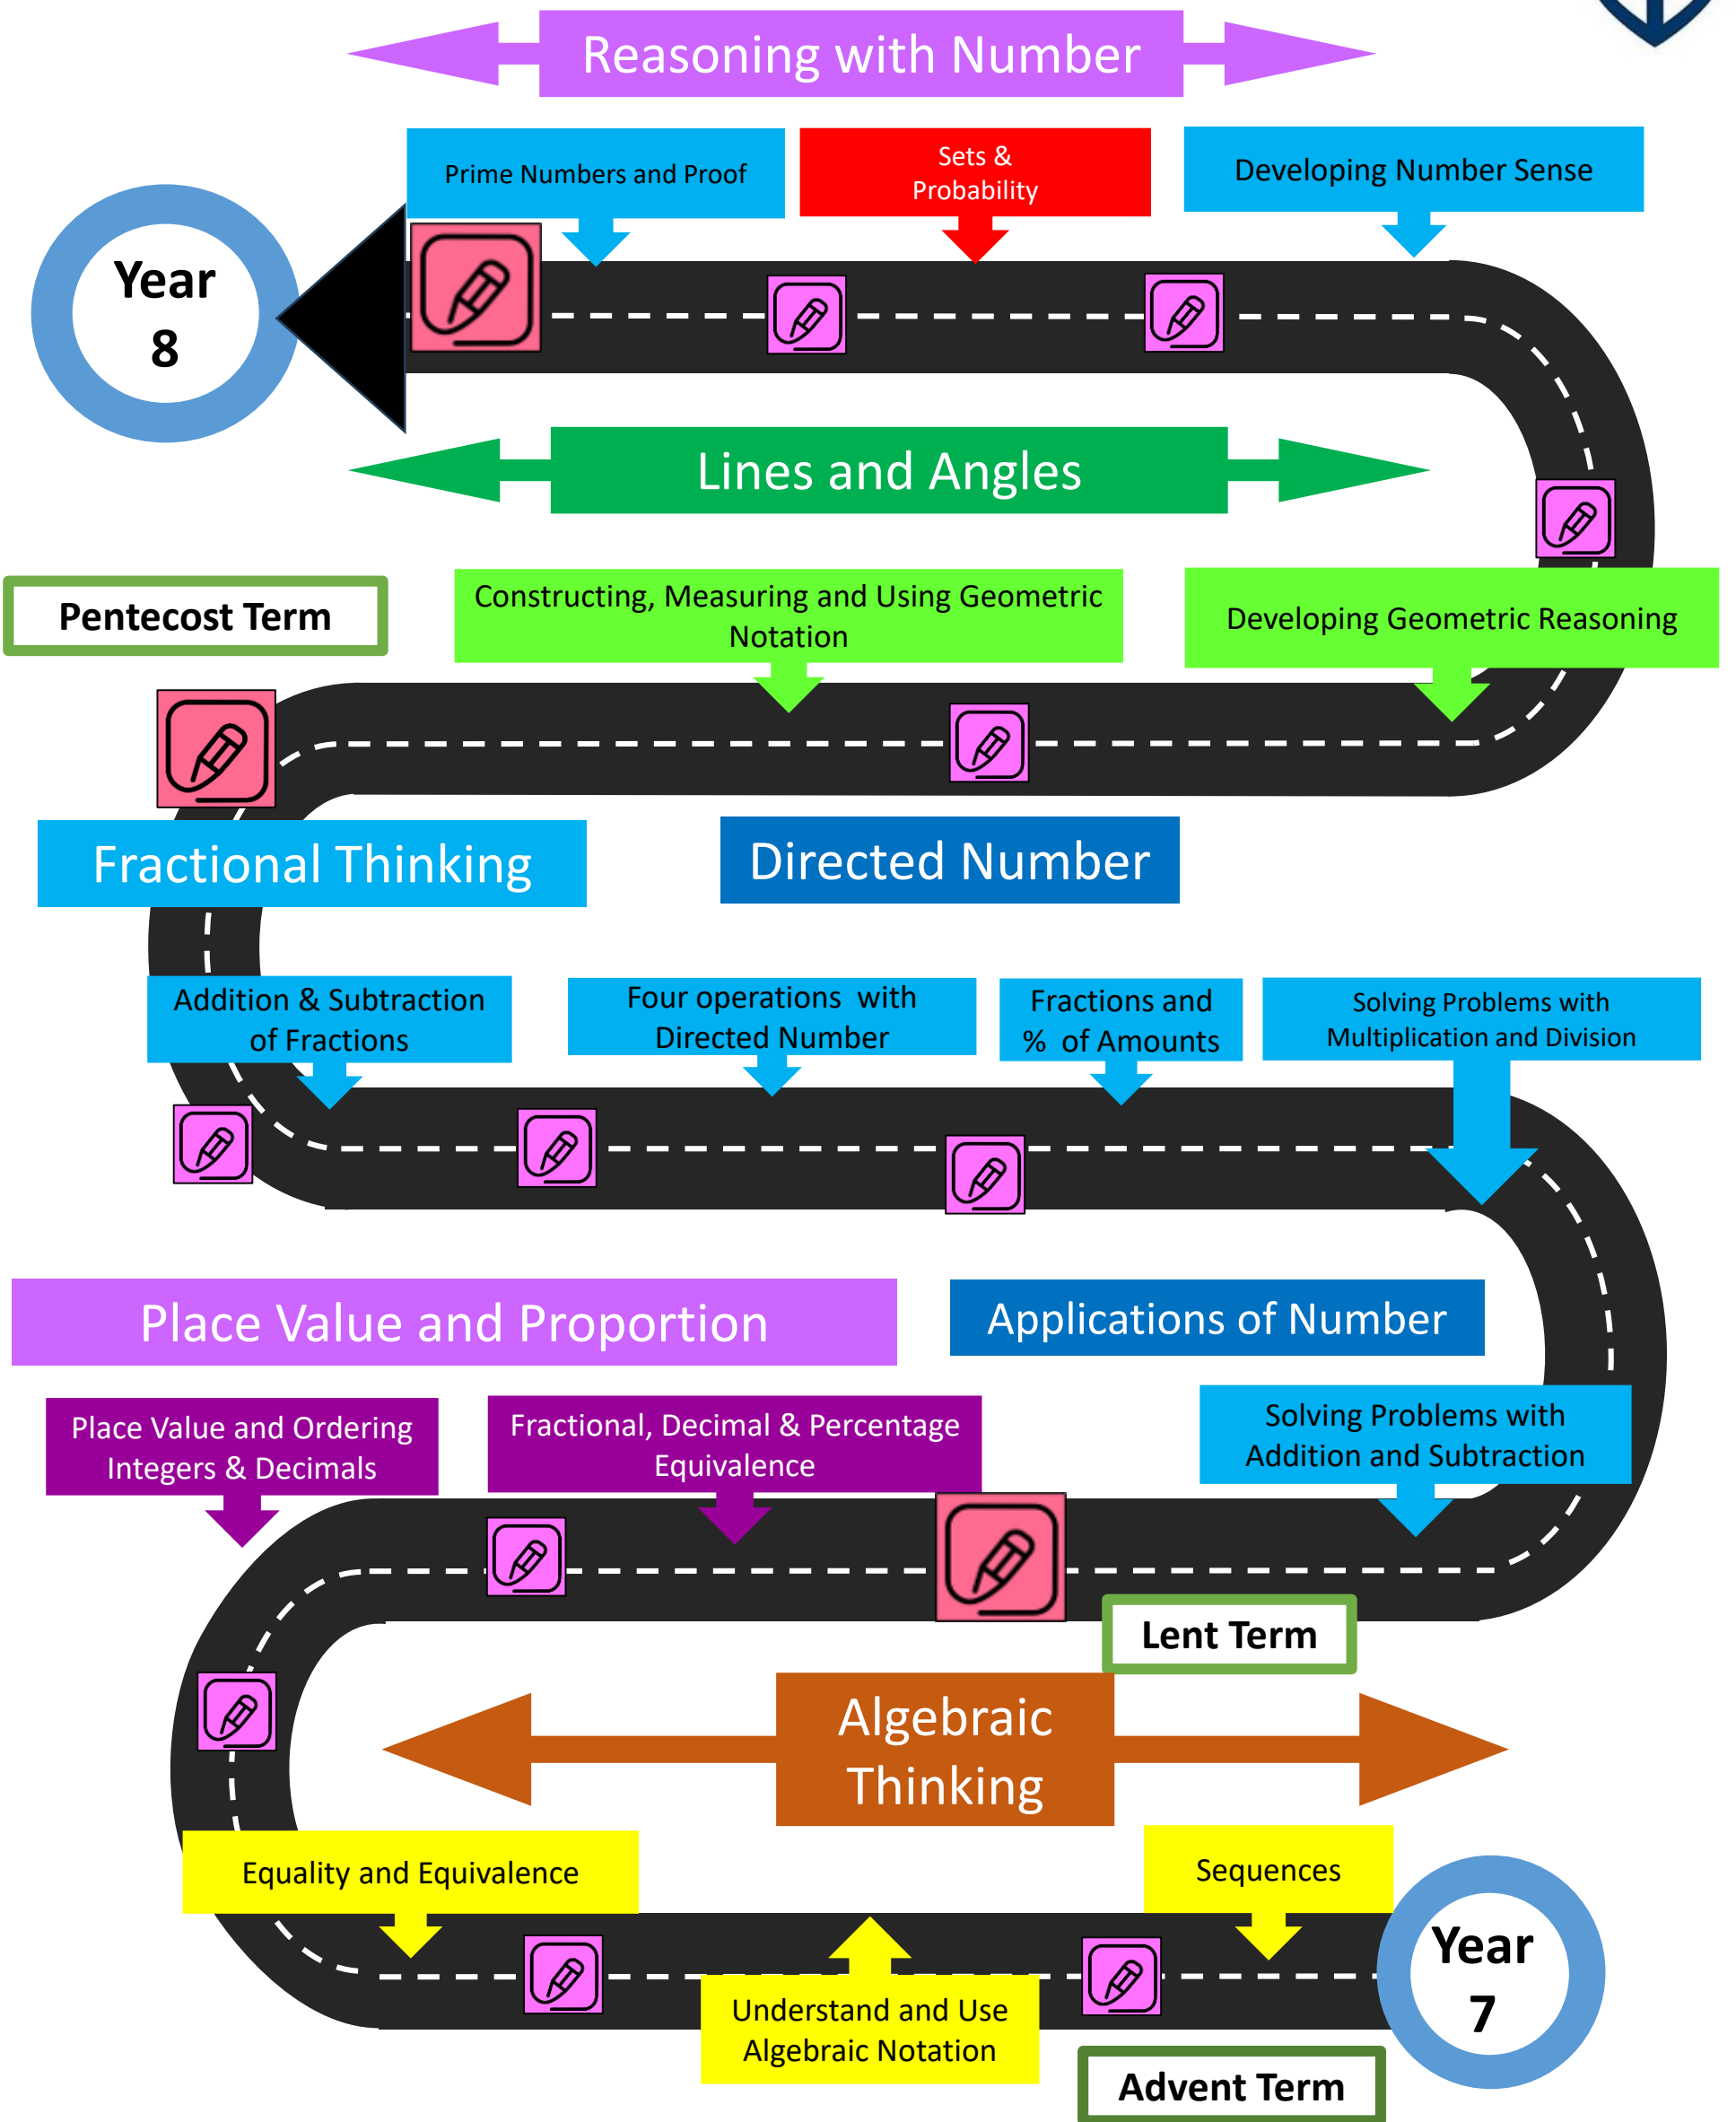 Reasoning with Number
Prime Numbers and Proof
Sets &
Probability
Developing Number Sense
Year
8
Lines and Angles
Pentecost Term
Constructing, Measuring and Using Geometric
Notation
Developing Geometric Reasoning
Fractional Thinking
Directed Number
Addition & Subtraction
of Fractions
Four operations with
Directed Number
Fractions and
% of Amounts
Solving Problems with
Multiplication and Division
Place Value and Proportion
Applications of Number
Place Value and Ordering
Integers & Decimals
Fractional, Decimal & Percentage
Equivalence
Solving Problems with
Addition and Subtraction
Lent Term
Algebraic
Thinking
Equality and Equivalence
Sequences
Year
7
Understand and Use
Algebraic Notation
Advent Term